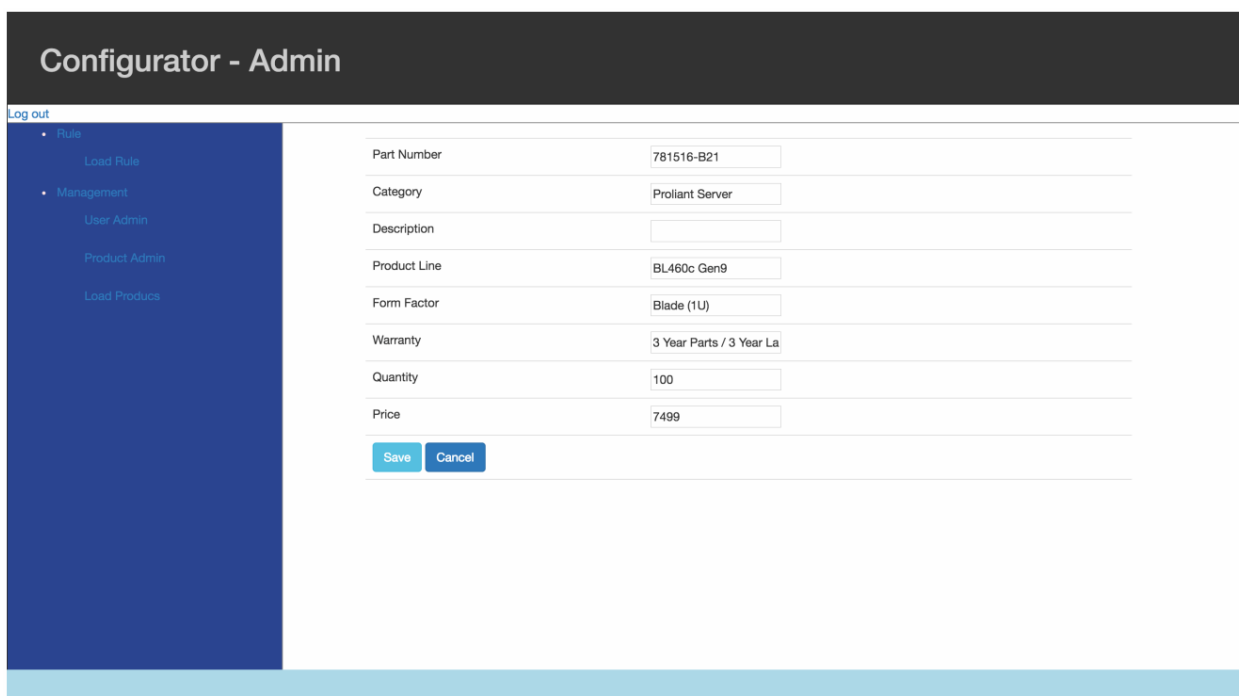 Configurator - Admin
Log out
Rule
Load Rule
Management
User Admin
Product Admin
Load Producs
Part Number 781516-B21
Category Proliant Server
Description
Product Line BL460c Gen9
Form Factor Blade (1U)
Warranty 3 Year Parts / 3 Year La
Quantity 100
Price 7499
Save Cancel